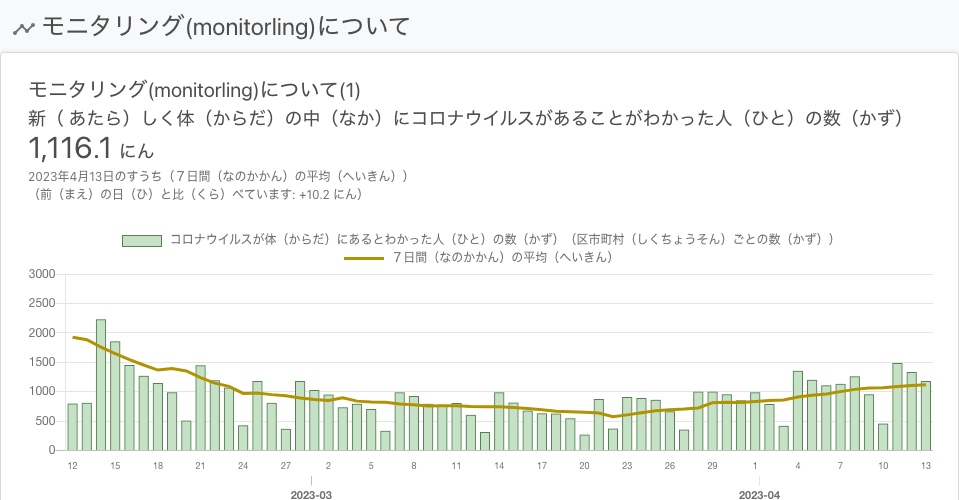 モニタリング(monitorling)について
モニタリング(monitorling)について(1)
新（ あたら）しく体（からだ）の中（なか）にコロナウイルスがあることがわかった人（ひと）の数（かず）
1,116.1 にん
2023年4月13日のすうち（７日間（なのかかん）の平均（へいきん））
（前（まえ）の日（ひ）と比（くら）べています: +10.2 にん）
コロナウイルスが体（からだ）にあるとわかった人（ひと）の数（かず）（区市町村（しくちょうそん）ごとの数（かず））
７日間（なのかかん）の平均（へいきん）
3000
2500
2000
1500
1000
500
0
12 15 18 21 24 27 2 5 8 11 14 17 20 23 26 29 1 4 7 10 13
2023-03 2023-04